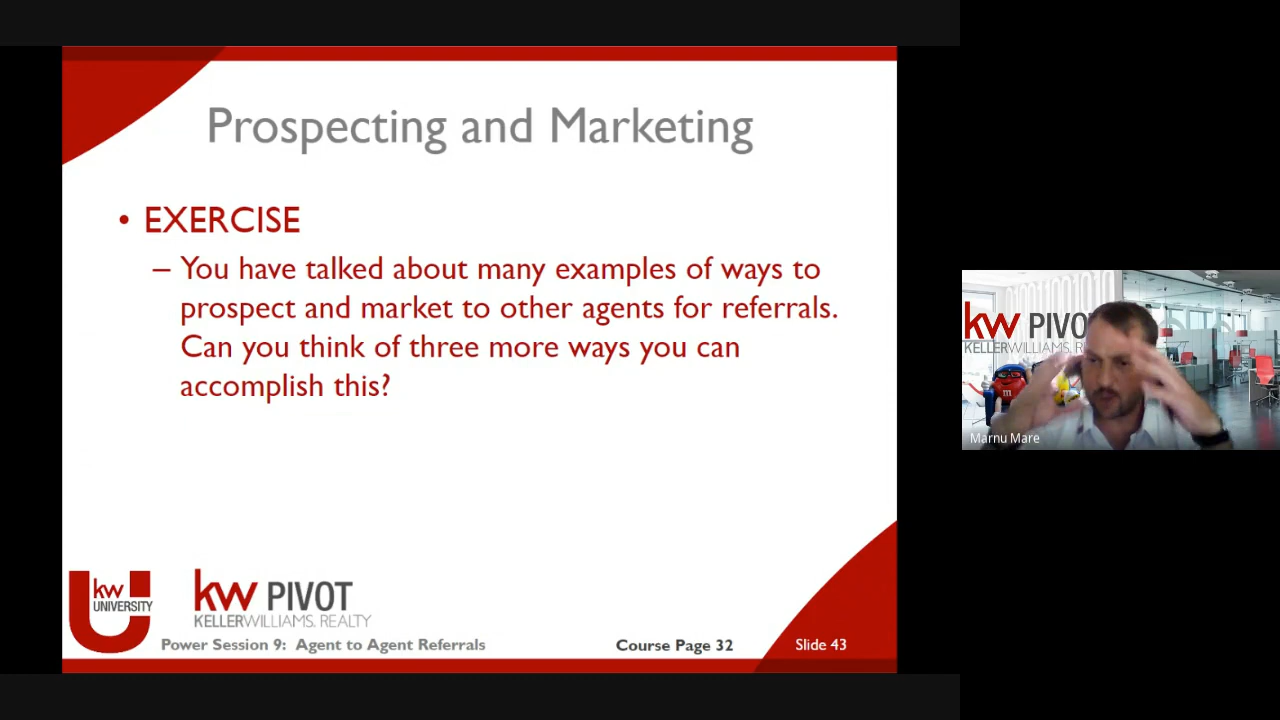 Prospecting and Marketing
• EXERCISE
– You have talked about many examples of ways to
prospect and market to other agents for referrals.
Can you think of three more ways you can
accomplish this?
kw
UNIVERSITY
kw PIVOT
KELLERWILLIAMS. REALTY
Power Session 9: Agent to Agent Referrals
Course Page 32
Slide 43
kw PIVO
KELLERWILLIAMS. R
m
Marnu Mare